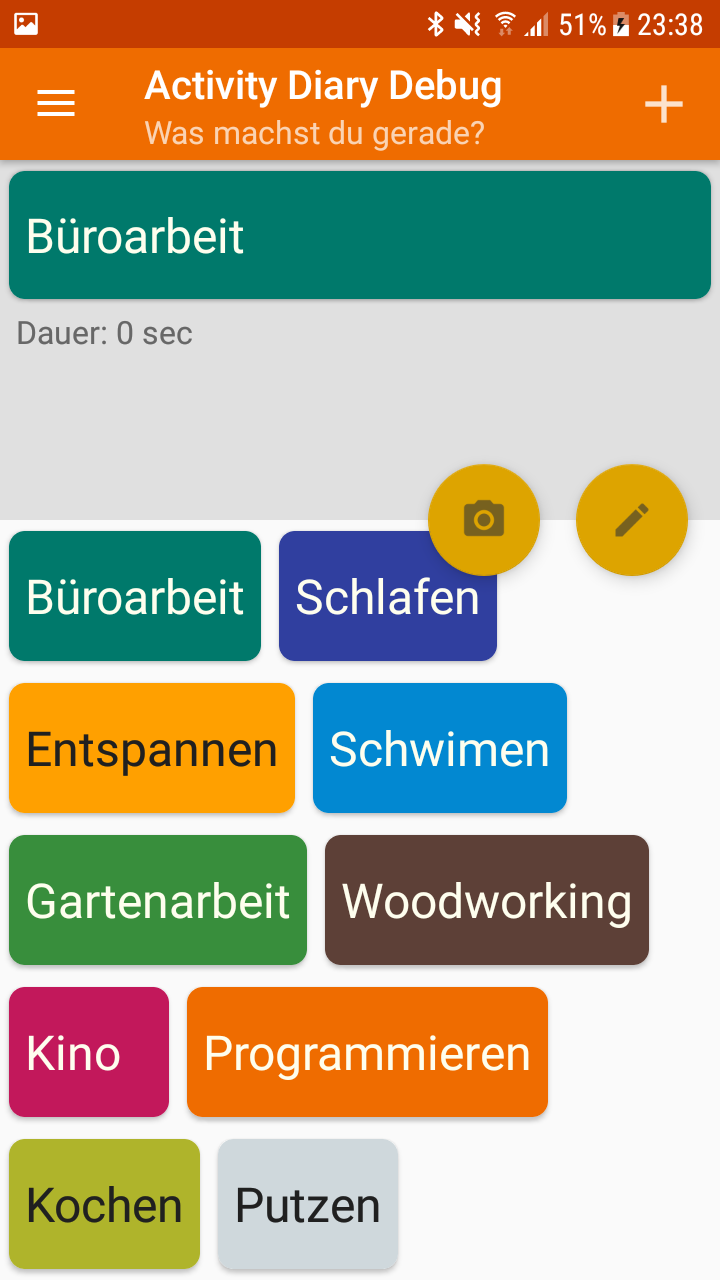 51% 23:38
Activity Diary Debug
Was machst du gerade?
Büroarbeit
Dauer: 0 sec
Büroarbeit Schlafen
Entspannen Schwimen
Gartenarbeit Woodworking
Kino Programmieren
Kochen Putzen